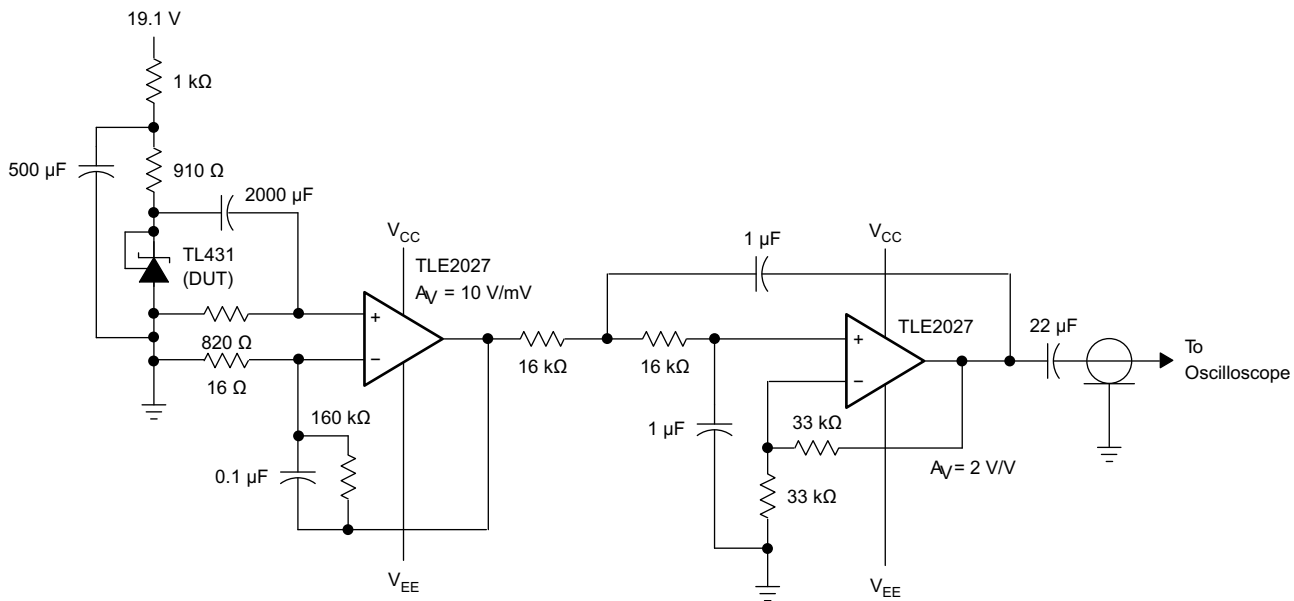 19.1 V
1 kΩ
500 µF
910 Ω
2000 µF
TL431
(DUT)
820 Ω
16 Ω
160 kΩ
0.1 µF
VCC
TLE2027
AV = 10 V/mV
+
−
VEE
16 kΩ
16 kΩ
1 µF
1 µF
VCC
TLE2027
+
−
33 kΩ
33 kΩ
AV = 2 V/V
VEE
22 µF
To
Oscilloscope